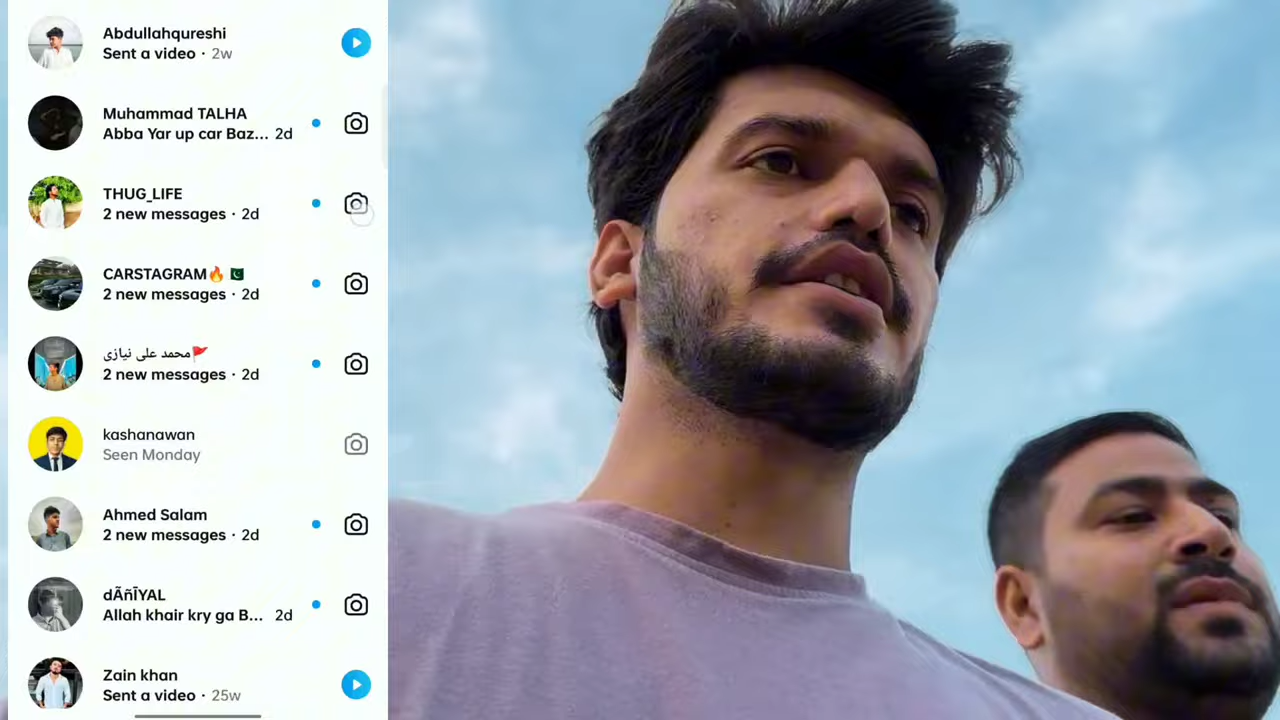 Abdullahqureshi
Sent a video · 2w
Muhammad TALHA
Abba Yar up car Baz... 2d
THUG_LIFE
2 new messages · 2d
CARSTAGRAM🔥 🇵🇰
2 new messages · 2d
محمد علی نیازی🚩
2 new messages · 2d
kashanawan
Seen Monday
Ahmed Salam
2 new messages · 2d
dÃñĪYAL
Allah khair kry ga B... 2d
Zain khan
Sent a video · 25w